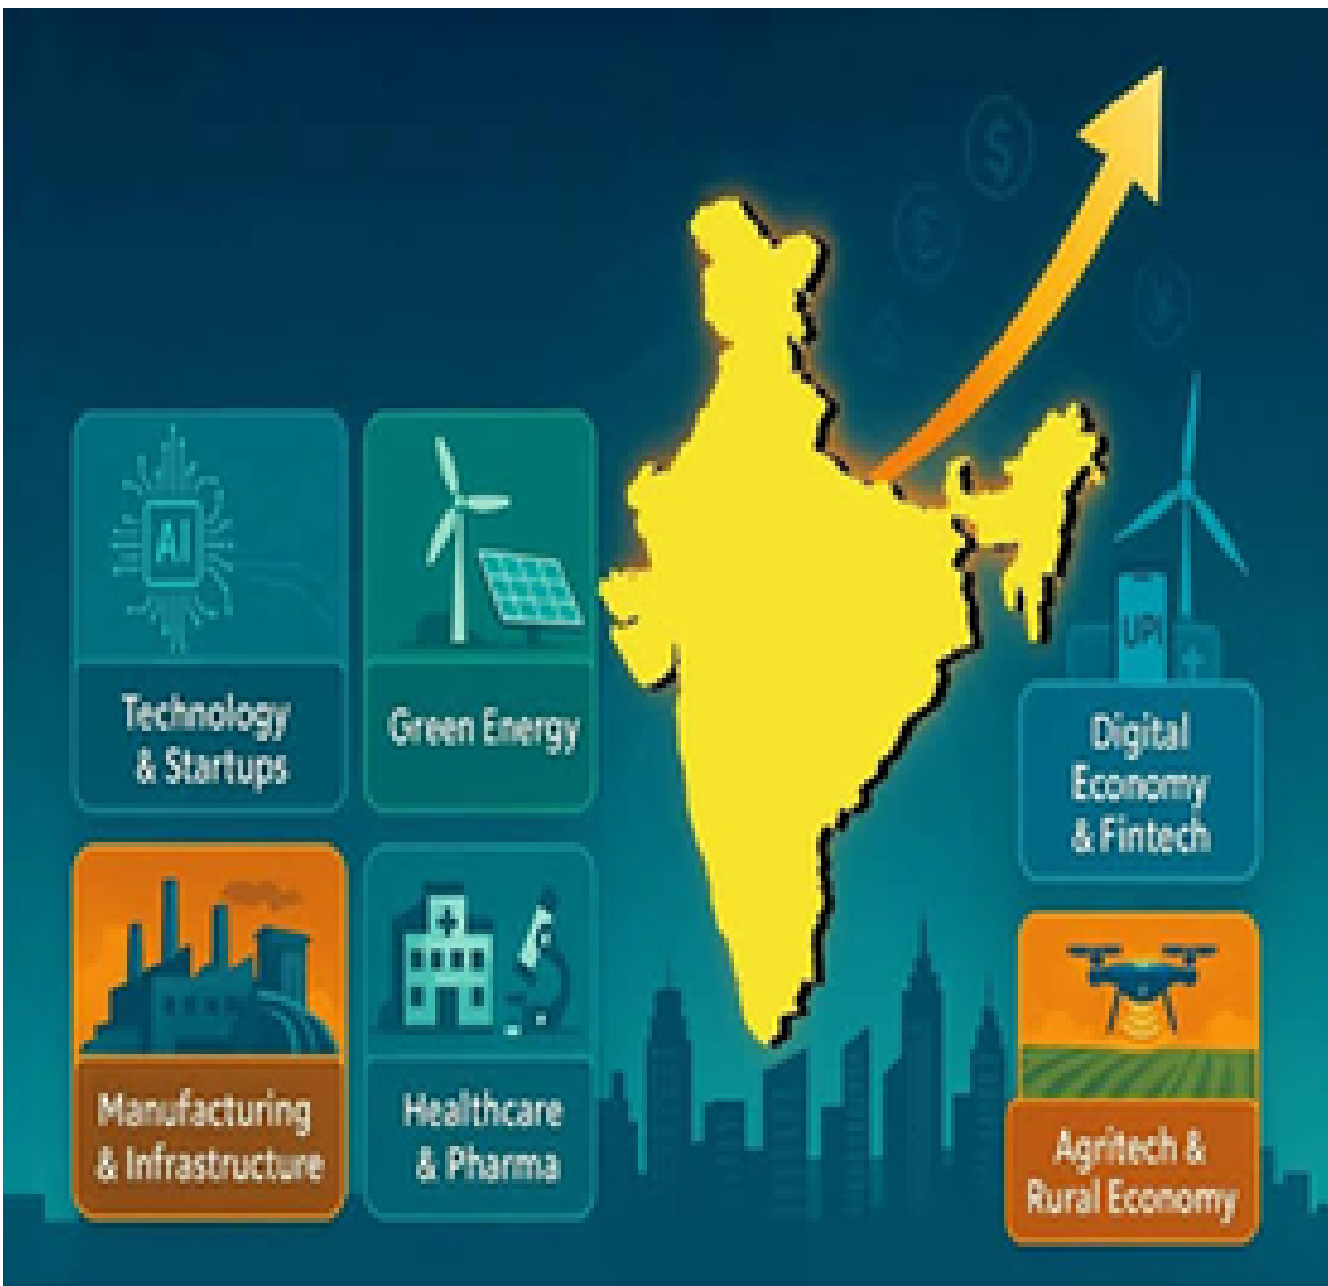 AI
Technology
& Startups
Green Energy
UPI
Digital
Economy
& Fintech
Manufacturing
& Infrastructure
Healthcare
& Pharma
Agritech &
Rural Economy